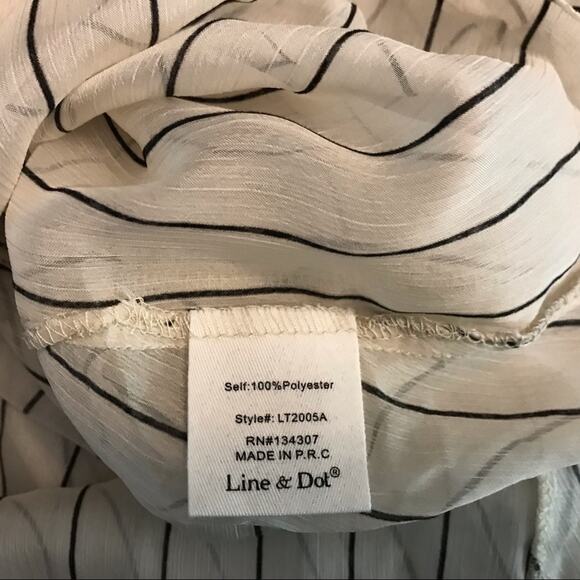 Self:100%Polyester
Style#: LT2005A
RN#134307
MADE IN P.R.C
Line & Dot®